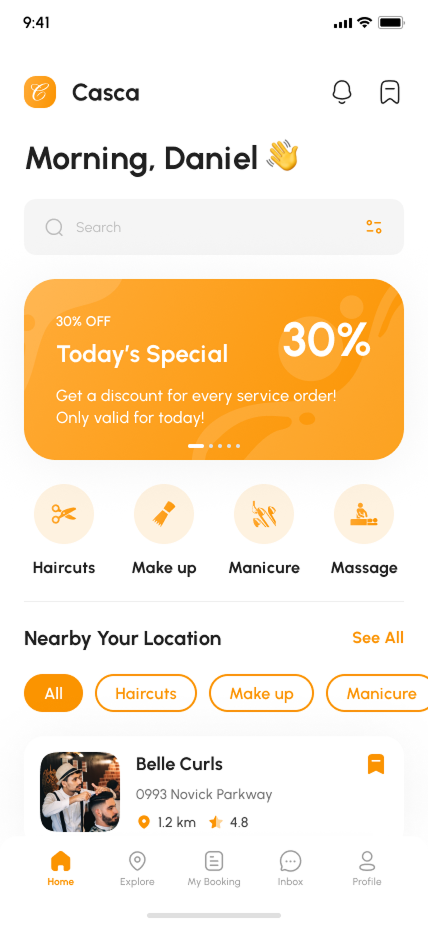 9:41
Casca
Morning, Daniel 👋
Search
30% OFF
Today's Special
30%
Get a discount for every service order!
Only valid for today!
Haircuts Make up Manicure Massage
Nearby Your Location See All
All Haircuts Make up Manicure
Belle Curls
0993 Novick Parkway
1.2 km 4.8
Home Explore My Booking Inbox Profile